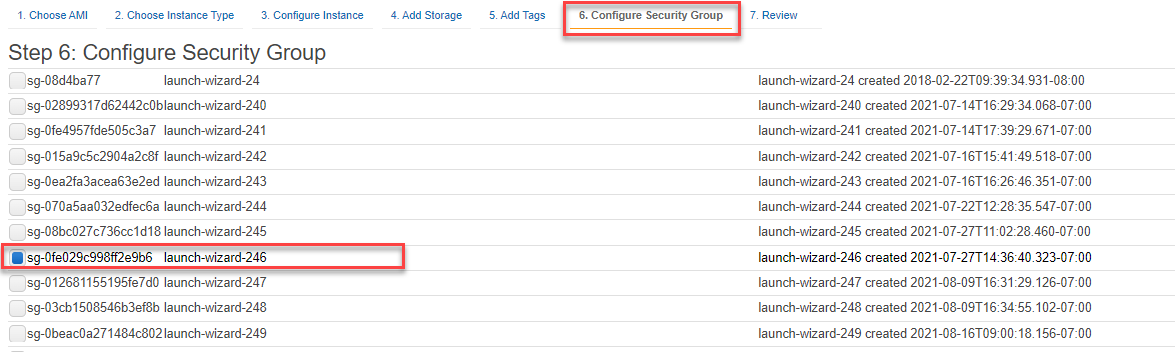 1. Choose AMI 2. Choose Instance Type 3. Configure Instance 4. Add Storage 5. Add Tags 6. Configure Security Group 7. Review
Step 6: Configure Security Group
sg-08d4ba77 launch-wizard-24 launch-wizard-24 created 2018-02-22T09:39:34.931-08:00
sg-02899317d62442c0b launch-wizard-240 launch-wizard-240 created 2021-07-14T16:29:34.068-07:00
sg-0fe4957fde505c3a7 launch-wizard-241 launch-wizard-241 created 2021-07-14T17:39:29.671-07:00
sg-015a9c5c2904a2c8f launch-wizard-242 launch-wizard-242 created 2021-07-16T15:41:49.518-07:00
sg-0ea2fa3acea63e2ed launch-wizard-243 launch-wizard-243 created 2021-07-16T16:26:46.351-07:00
sg-070a5aa032edfec6a launch-wizard-244 launch-wizard-244 created 2021-07-22T12:28:35.547-07:00
sg-08bc027c736cc1d18 launch-wizard-245 launch-wizard-245 created 2021-07-27T11:02:28.460-07:00
sg-0fe029c998ff2e9b6 launch-wizard-246 launch-wizard-246 created 2021-07-27T14:36:40.323-07:00
sg-012681155195fe7d0 launch-wizard-247 launch-wizard-247 created 2021-08-09T16:31:29.126-07:00
sg-03cb1508546b3ef8b launch-wizard-248 launch-wizard-248 created 2021-08-09T16:34:55.102-07:00
sg-0beac0a271484c802 launch-wizard-249 launch-wizard-249 created 2021-08-16T09:00:18.156-07:00